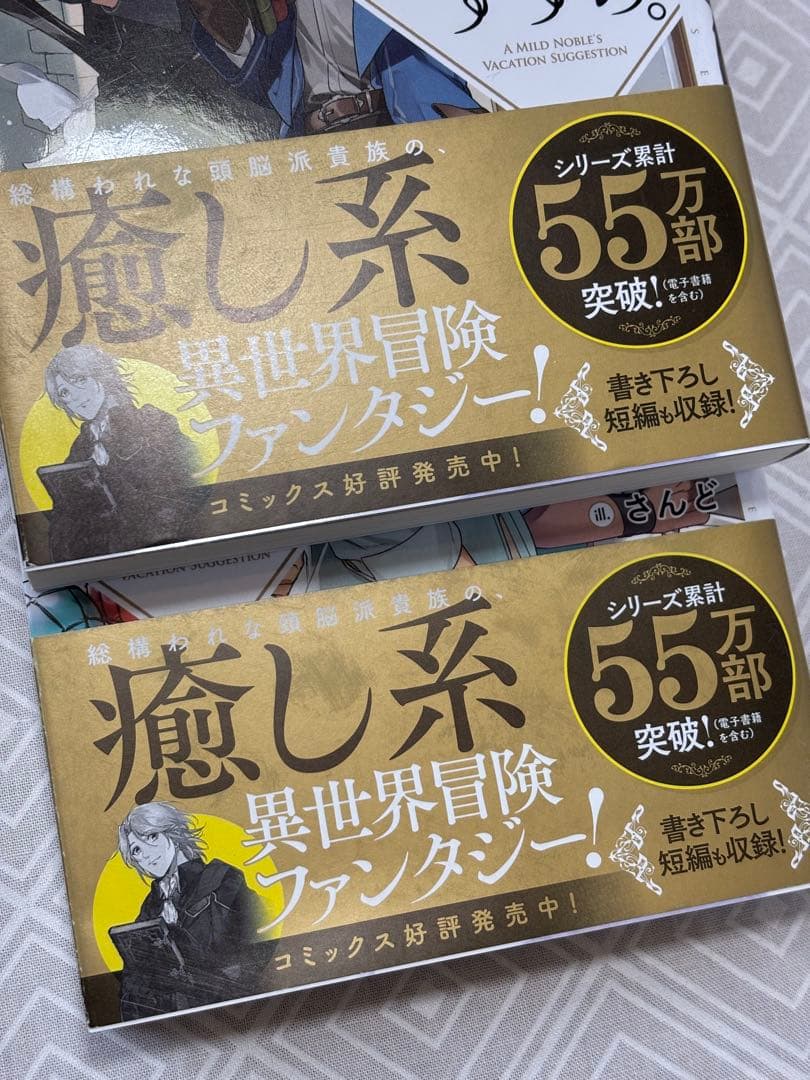 すすめ。
A MILD NOBLE'S
VACATION SUGGESTION
総構われな頭脳派貴族の、
癒し系
異世界冒険
ファンタジー!
コミックス好評発売中!
シリーズ累計
55万部
突破!(電子書籍を含む)
書き下ろし
短編も収録!
ill. さんど
VACATION SUGGESTION
総構われな頭脳派貴族の、
癒し系
異世界冒険
ファンタジー!
コミックス好評発売中!
シリーズ累計
55万部
突破!(電子書籍を含む)
書き下ろし
短編も収録!